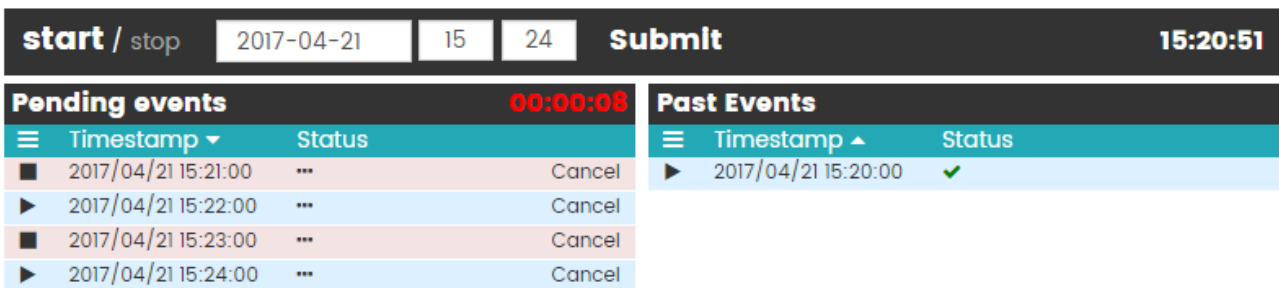 start / stop 2017-04-21 15 24 Submit 15:20:51
Pending events 00:00:08
Timestamp Status
2017/04/21 15:21:00 ••• Cancel
2017/04/21 15:22:00 ••• Cancel
2017/04/21 15:23:00 ••• Cancel
2017/04/21 15:24:00 ••• Cancel
Past Events
Timestamp Status
2017/04/21 15:20:00